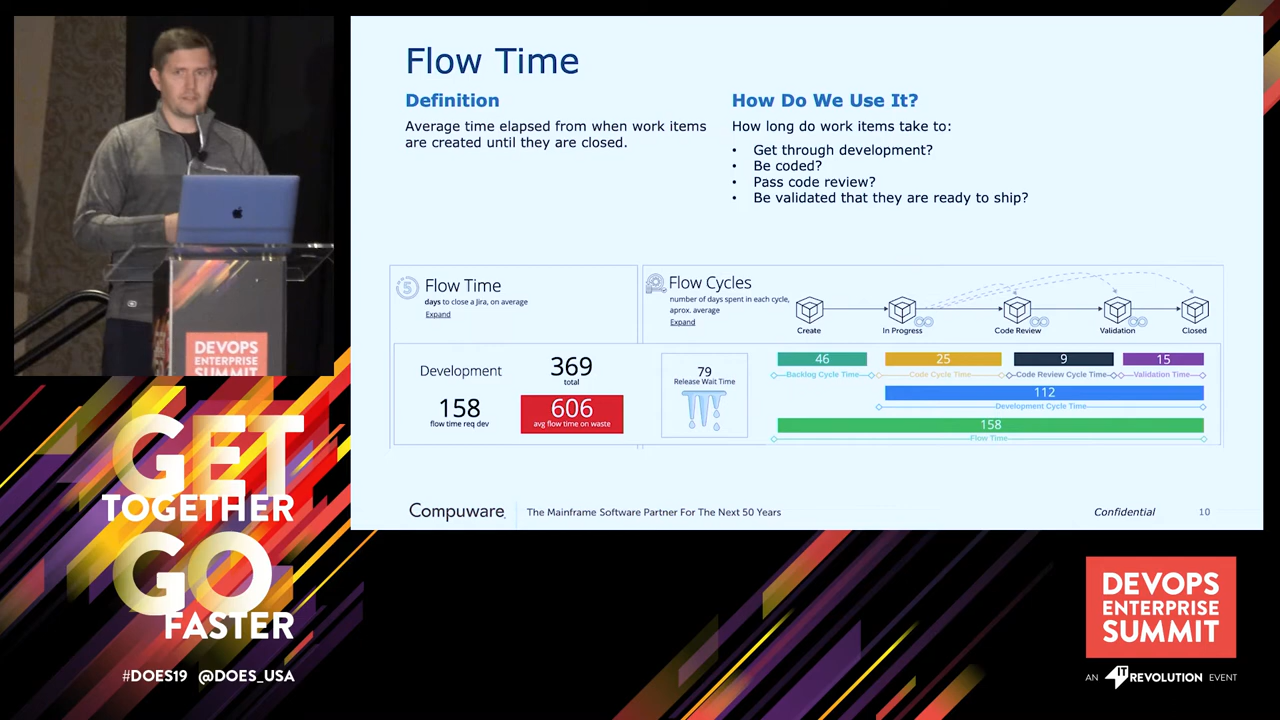 Flow Time
Definition
Average time elapsed from when work items
are created until they are closed.
How Do We Use It?
How long do work items take to:
• Get through development?
• Be coded?
• Pass code review?
• Be validated that they are ready to ship?
5
Flow Time
days to close a Jira, on average
Expand
Flow Cycles
number of days spent in each cycle,
aprox. average
Expand
Create
In Progress
Code Review
Validation
Closed
Development
369
total
158
flow time req dev
606
avg flow time on waste
79
Release Wait Time
46
25
9
15
Backlog Cycle Time
Code Cycle Time
Code Review Cycle Time
Validation Time
112
Development Cycle Time
158
Flow Time
Compuware
The Mainframe Software Partner For The Next 50 Years
Confidential
10
DEVOPS
ENTERPRISE
SUMMIT
GET
TOGETHER
GO
FASTER
#DOES19 @DOES_USA
DEVOPS
ENTERPRISE
SUMMIT
AN IT REVOLUTION EVENT